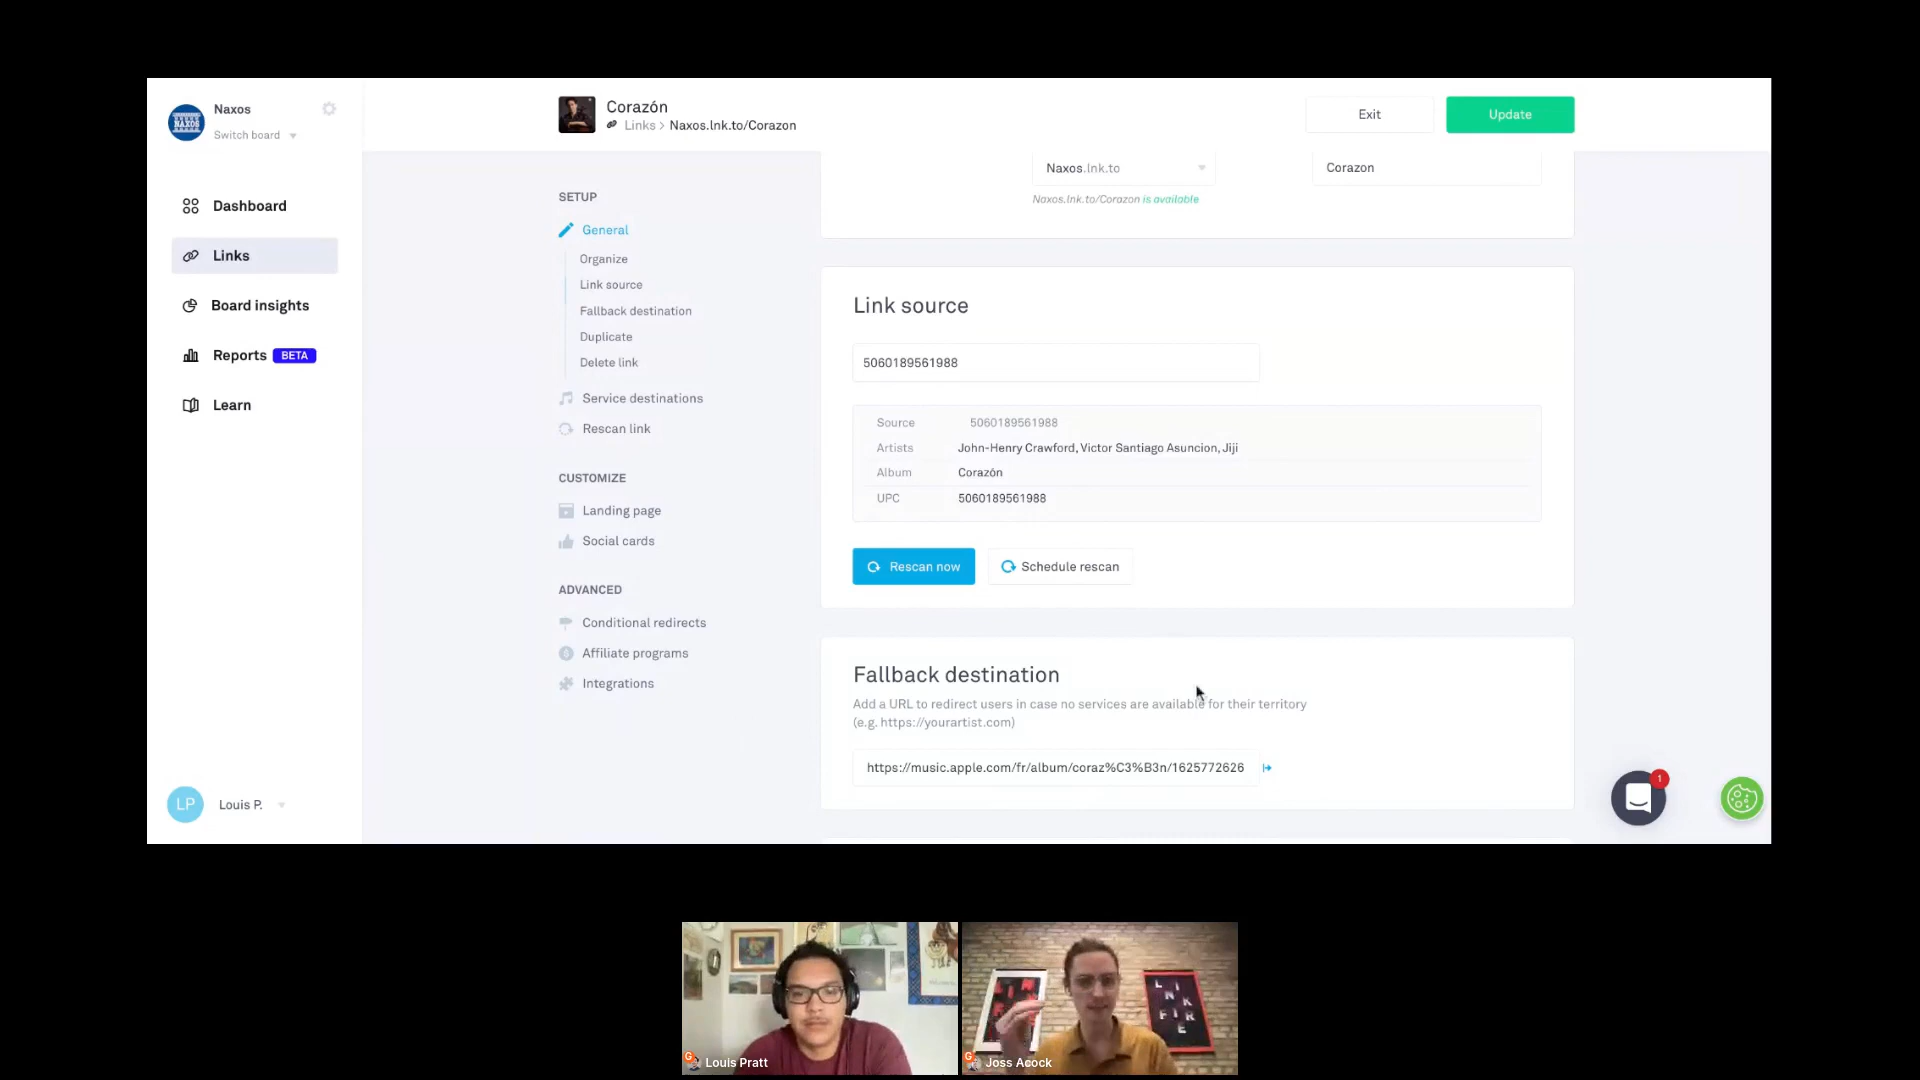 Naxos
Switch board
Dashboard
Links
Board insights
Reports BETA
Learn
LP Louis P.
Corazón
Links > Naxos.lnk.to/Corazon
Exit
Update
SETUP
General
Organize
Link source
Fallback destination
Duplicate
Delete link
Service destinations
Rescan link
CUSTOMIZE
Landing page
Social cards
ADVANCED
Conditional redirects
Affiliate programs
Integrations
Naxos.lnk.to
Corazon
Naxos.lnk.to/Corazon is available
Link source
5060189561988
Source 5060189561988
Artists John-Henry Crawford, Victor Santiago Asuncion, Jiji
Album Corazón
UPC 5060189561988
Rescan now
Schedule rescan
Fallback destination
Add a URL to redirect users in case no services are available for their territory
(e.g. https://yourartist.com)
https://music.apple.com/fr/album/coraz%C3%B3n/1625772626
1
NAXOS
G Louis Pratt
G Joss Acock
LINKFIRE